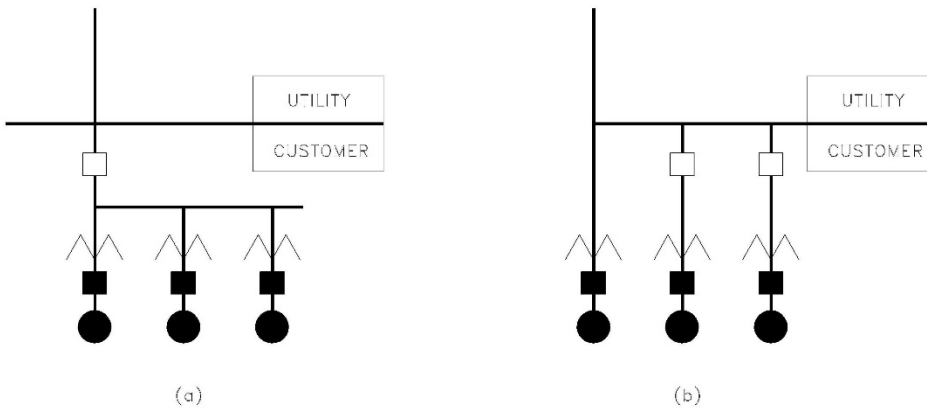 UTILITY
CUSTOMER
UTILITY
CUSTOMER
(a)
(b)